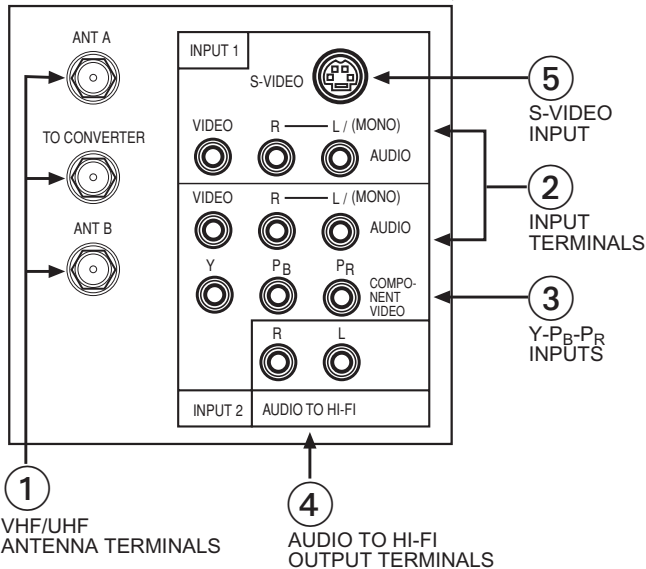 ANT A
TO CONVERTER
ANT B
INPUT 1
S-VIDEO
VIDEO R L / (MONO)
AUDIO
VIDEO R L / (MONO)
AUDIO
Y PB PR
COMPO-
NENT
VIDEO
R L
INPUT 2 AUDIO TO HI-FI
5
S-VIDEO
INPUT
2
INPUT
TERMINALS
3
Y-PB-PR
INPUTS
1
VHF/UHF
ANTENNA TERMINALS
4
AUDIO TO HI-FI
OUTPUT TERMINALS